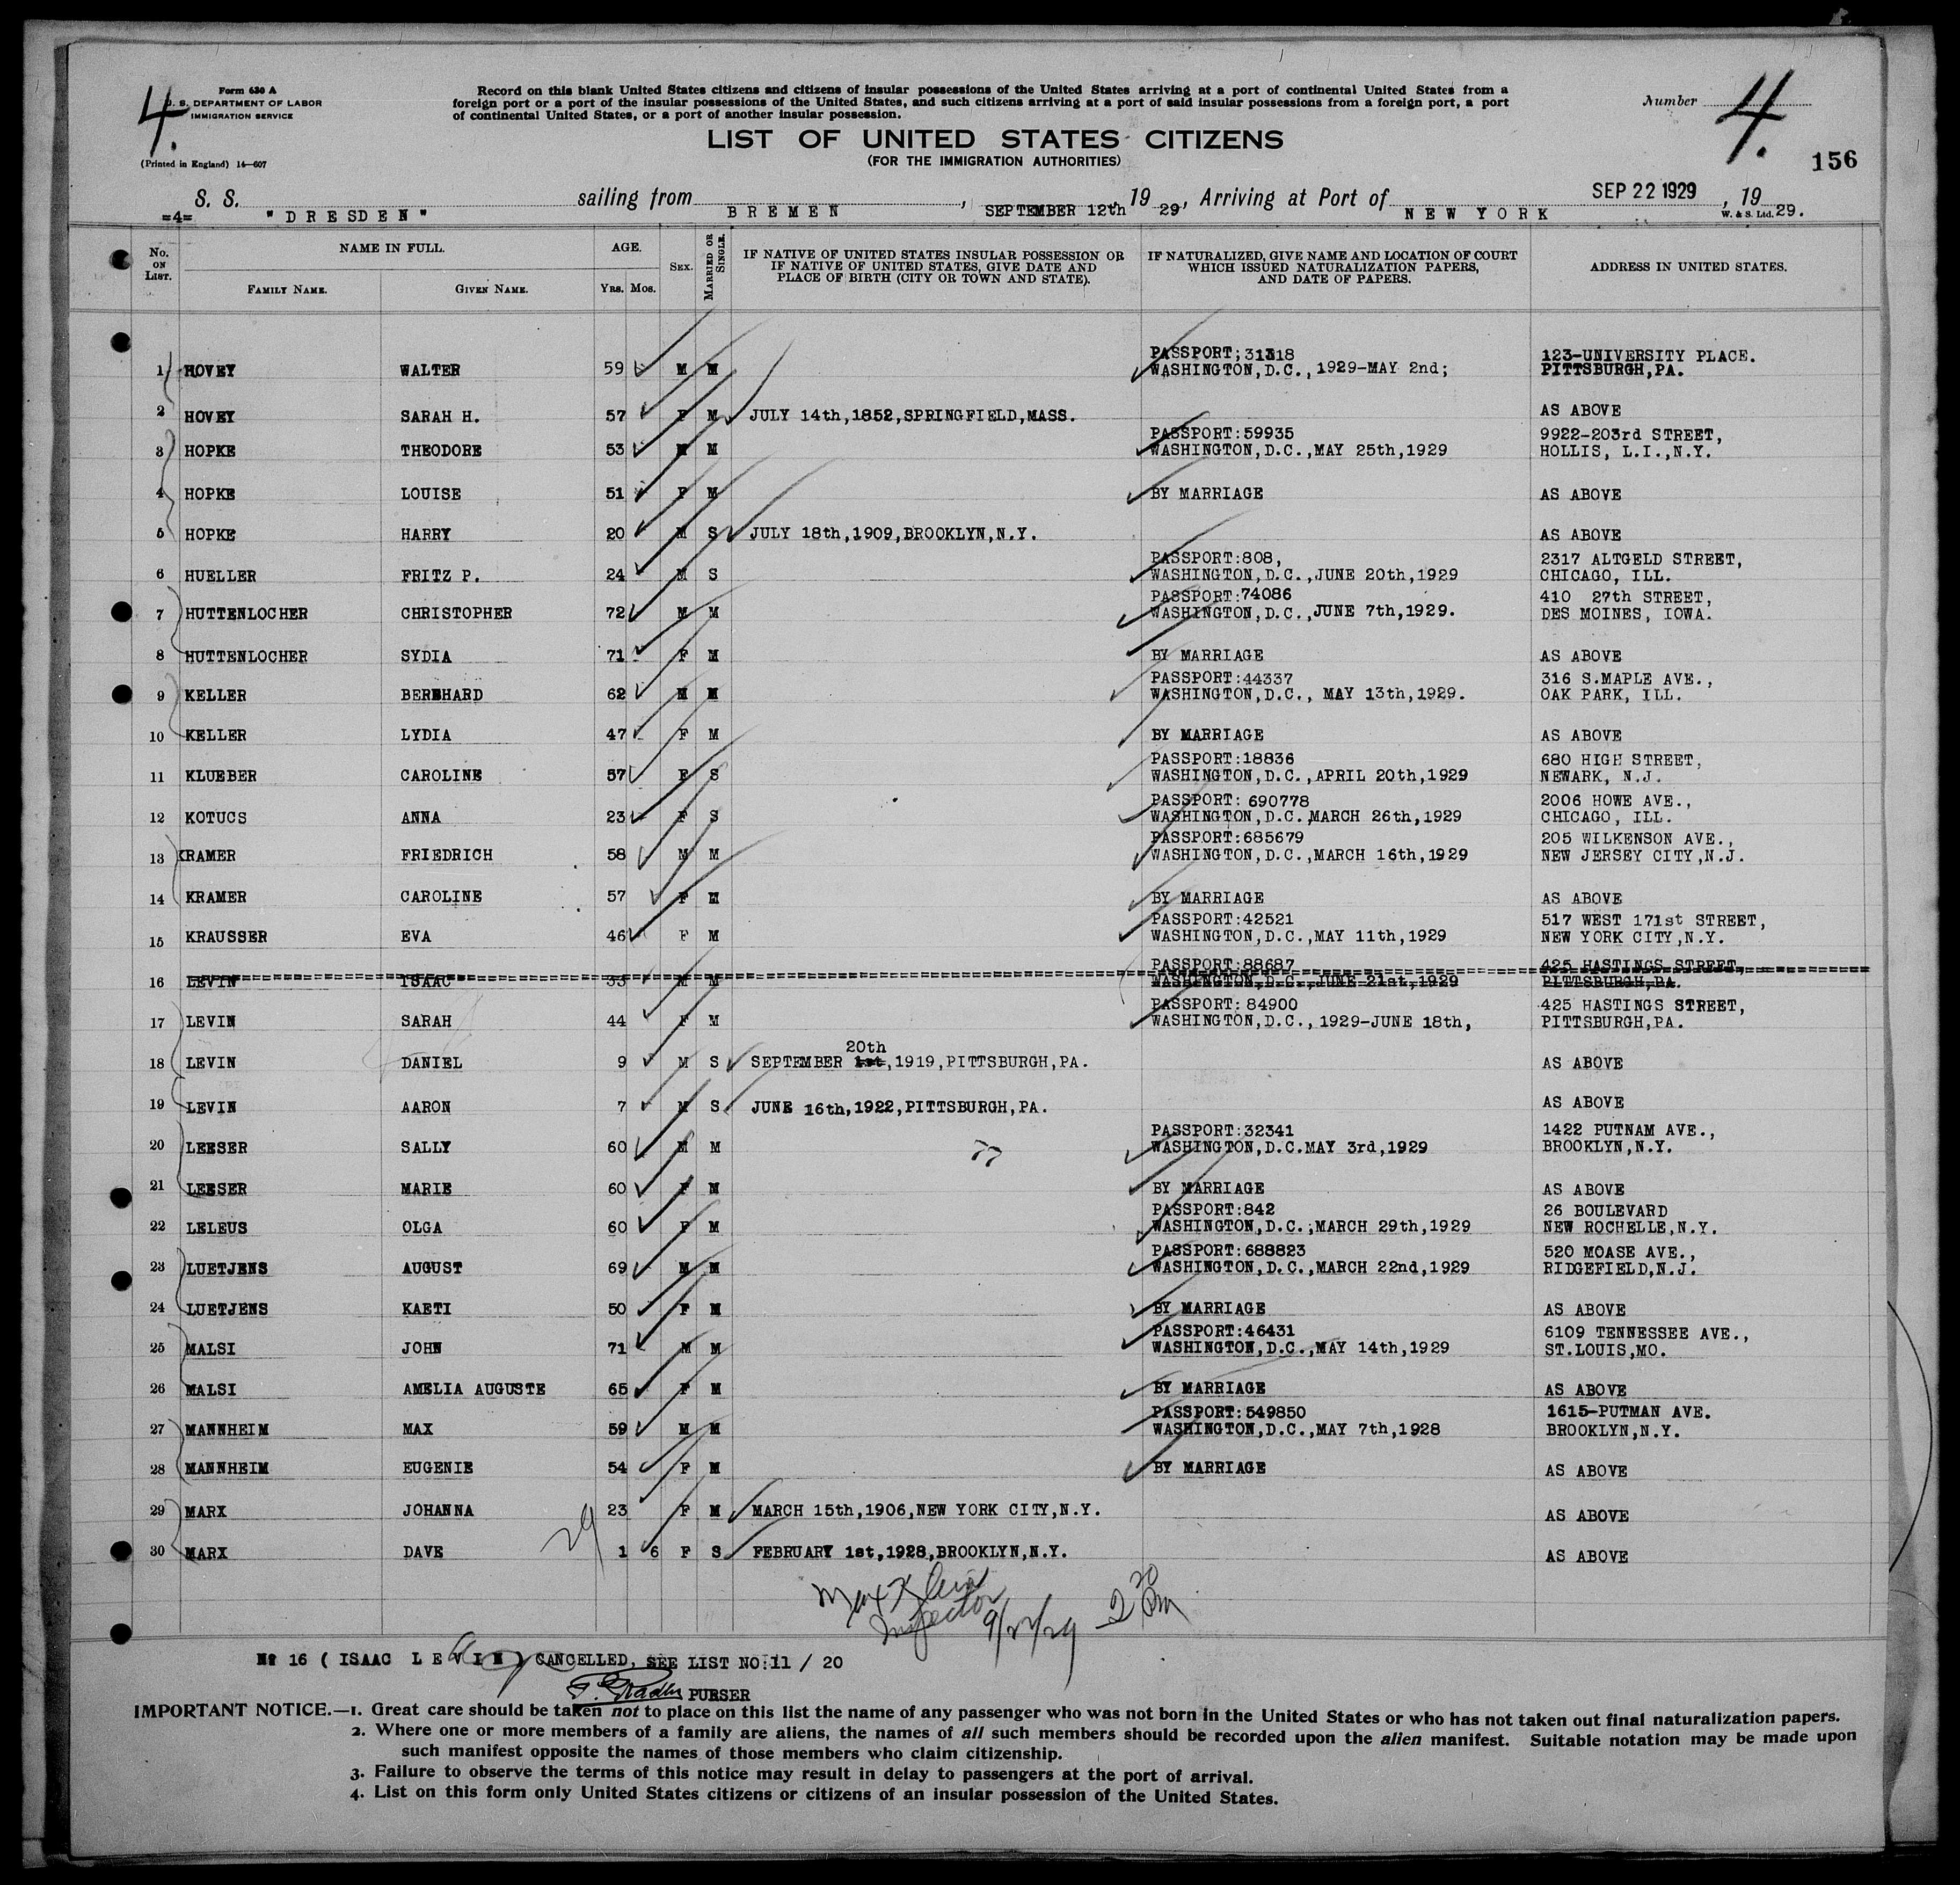 Form 630 A
U. S. DEPARTMENT OF LABOR
IMMIGRATION SERVICE
4.
(Printed in England) 14—607
Record on this blank United States citizens and citizens of insular possessions of the United States arriving at a port of continental United States from a
foreign port or a port of the insular possessions of the United States, and such citizens arriving at a port of said insular possessions from a foreign port, a port
of continental United States, or a port of another insular possession.
LIST OF UNITED STATES CITIZENS
(FOR THE IMMIGRATION AUTHORITIES)
Number 4.
156
S. S. "DRESDEN" sailing from BREMEN, SEPTEMBER 12th 19 29, Arriving at Port of NEW YORK SEP 22 1929, 19 29.
=4=
W. & S. Ltd.
No. ON LIST.
NAME IN FULL.
FAMILY NAME.
GIVEN NAME.
AGE.
YRS. MOS.
SEX.
MARRIED OR SINGLE.
IF NATIVE OF UNITED STATES INSULAR POSSESSION OR
IF NATIVE OF UNITED STATES, GIVE DATE AND
PLACE OF BIRTH (CITY OR TOWN AND STATE).
IF NATURALIZED, GIVE NAME AND LOCATION OF COURT
WHICH ISSUED NATURALIZATION PAPERS,
AND DATE OF PAPERS.
ADDRESS IN UNITED STATES.
PASSPORT;31318 123-UNIVERSITY PLACE.
1 HOVEY WALTER 59 M M WASHINGTON,D.C., 1929-MAY 2nd; PITTSBURGH,PA.
2 HOVEY SARAH H. 57 F M JULY 14th,1852,SPRINGFIELD,MASS. AS ABOVE
PASSPORT:59935 9922-203rd STREET,
3 HOPKE THEODORE 53 M M WASHINGTON,D.C.,MAY 25th,1929 HOLLIS, L.I.,N.Y.
4 HOPKE LOUISE 51 F M BY MARRIAGE AS ABOVE
5 HOPKE HARRY 20 M S JULY 18th,1909,BROOKLYN,N.Y. AS ABOVE
PASSPORT:808, 2317 ALTGELD STREET,
6 HUELLER FRITZ P. 24 M S WASHINGTON,D.C.,JUNE 20th,1929 CHICAGO, ILL.
PASSPORT:74086 410 27th STREET,
7 HUTTENLOCHER CHRISTOPHER 72 M M WASHINGTON,D.C.,JUNE 7th,1929. DES MOINES, IOWA.
8 HUTTENLOCHER SYDIA 71 F M BY MARRIAGE AS ABOVE
PASSPORT:44337 316 S.MAPLE AVE.,
9 KELLER BERNHARD 62 M M WASHINGTON,D.C., MAY 13th,1929. OAK PARK, ILL.
10 KELLER LYDIA 47 F M BY MARRIAGE AS ABOVE
PASSPORT:18836 680 HIGH STREET,
11 KLUEBER CAROLINE 57 F S WASHINGTON,D.C.,APRIL 20th,1929 NEWARK, N.J.
PASSPORT: 690778 2006 HOWE AVE.,
12 KOTUCS ANNA 23 F S WASHINGTON,D.C.,MARCH 26th,1929 CHICAGO, ILL.
PASSPORT:685679 205 WILKENSON AVE.,
13 KRAMER FRIEDRICH 58 M M WASHINGTON,D.C.,MARCH 16th,1929 NEW JERSEY CITY,N.J.
14 KRAMER CAROLINE 57 F M BY MARRIAGE AS ABOVE
PASSPORT:42521 517 WEST 171st STREET,
15 KRAUSSER EVA 46 F M WASHINGTON,D.C.,MAY 11th,1929 NEW YORK CITY,N.Y.
PASSPORT:88687 425 HASTINGS STREET,
16 LEVIN ISAAC 53 M M WASHINGTON,D.C.,JUNE 21st,1929 PITTSBURGH,PA.
PASSPORT: 84900 425 HASTINGS STREET,
17 LEVIN SARAH 44 F M WASHINGTON,D.C., 1929-JUNE 18th, PITTSBURGH,PA.
20th
18 LEVIN DANIEL 9 M S SEPTEMBER 1st,1919,PITTSBURGH,PA. AS ABOVE
19 LEVIN AARON 7 M S JUNE 16th,1922,PITTSBURGH,PA. AS ABOVE
PASSPORT:32341 1422 PUTNAM AVE.,
20 LEESER SALLY 60 M M WASHINGTON,D.C.MAY 3rd,1929 BROOKLYN,N.Y.
21 LEESER MARIE 60 F M BY MARRIAGE AS ABOVE
PASSPORT:842 26 BOULEVARD
22 LELEUS OLGA 60 F M WASHINGTON,D.C.,MARCH 29th,1929 NEW ROCHELLE,N.Y.
PASSPORT:688823 520 MOASE AVE.,
23 LUETJENS AUGUST 69 M M WASHINGTON,D.C.,MARCH 22nd,1929 RIDGEFIELD,N.J.
24 LUETJENS KAETI 50 F M BY MARRIAGE AS ABOVE
PASSPORT:46431 6109 TENNESSEE AVE.,
25 MALSI JOHN 71 M M WASHINGTON,D.C.,MAY 14th,1929 ST.LOUIS,MO.
26 MALSI AMELIA AUGUSTE 65 F M BY MARRIAGE AS ABOVE
PASSPORT:549850 1615-PUTMAN AVE.
27 MANNHEIM MAX 59 M M WASHINGTON,D.C.,MAY 7th,1928 BROOKLYN,N.Y.
28 MANNHEIM EUGENIE 54 F M BY MARRIAGE AS ABOVE
29 MARX JOHANNA 23 F M MARCH 15th,1906,NEW YORK CITY,N.Y. AS ABOVE
29
30 MARX DAVE 1 6 F S FEBRUARY 1st,1928,BROOKLYN,N.Y. AS ABOVE
Max Klein
Inspector 9/22/29 2 20 PM
No 16 ( ISAAC LEVIN ) CANCELLED, SEE LIST NO:11 / 20
PURSER
IMPORTANT NOTICE.—1. Great care should be taken not to place on this list the name of any passenger who was not born in the United States or who has not taken out final naturalization papers.
2. Where one or more members of a family are aliens, the names of all such members should be recorded upon the alien manifest. Suitable notation may be made upon
such manifest opposite the names of those members who claim citizenship.
3. Failure to observe the terms of this notice may result in delay to passengers at the port of arrival.
4. List on this form only United States citizens or citizens of an insular possession of the United States.